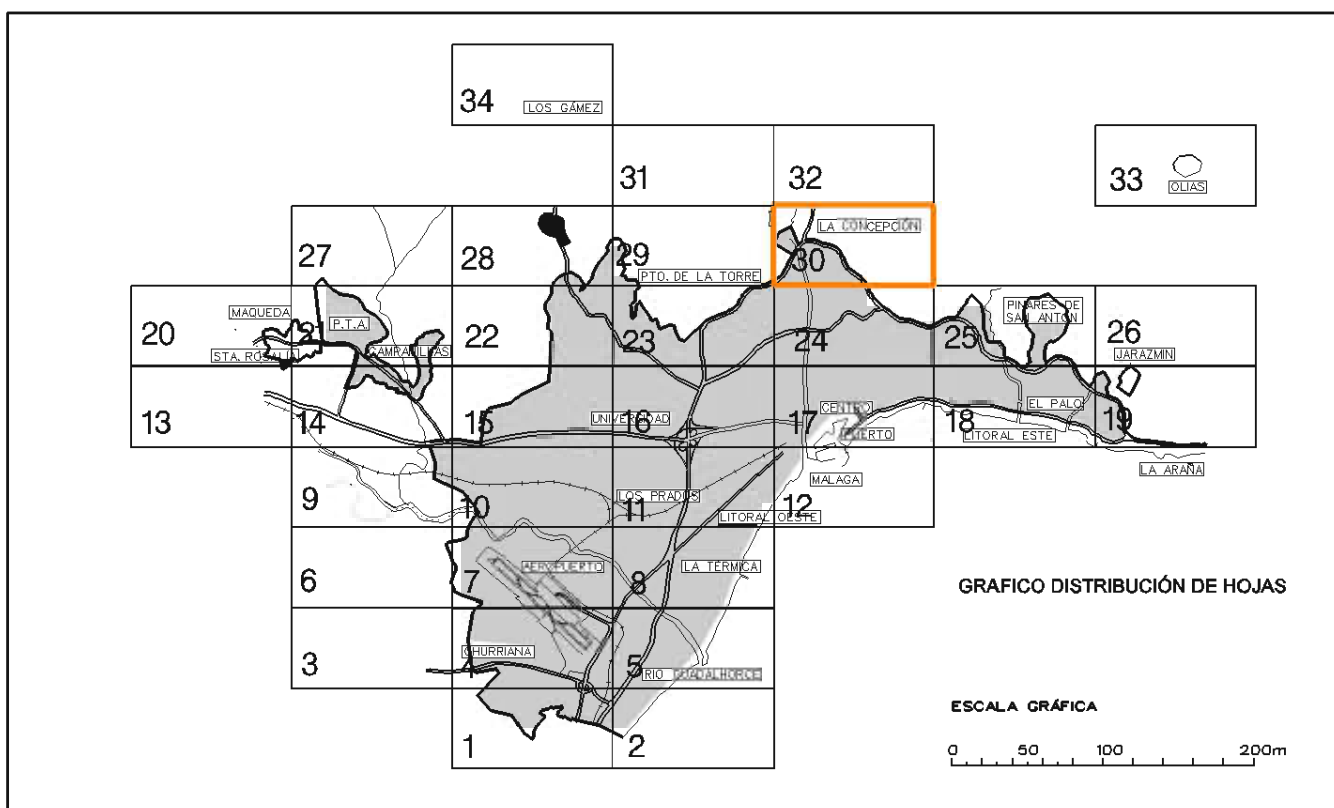 34 LOS GÁMEZ
31 32 33
OLIAS
27 28 29 30
LA CONCEPCIÓN
PTO. DE LA TORRE
MAQUEDA
P.T.A.
PINARES DE
SAN ANTÓN
20 21 22 23 24 25 26
STA. ROSALIA
CAMPANILLAS
JARAZMIN
13 14 15 16 17 18 19
UNIVERSIDAD
CENTRO
EL PALO
PUERTO
LITORAL ESTE
LA ARAÑA
MALAGA
9 10 11 12
LOS PRADOS
LITORAL OESTE
6 7 8
AEROPUERTO
LA TÉRMICA
GRAFICO DISTRIBUCIÓN DE HOJAS
3 5
CHURRIANA
RIO GUADALHORCE
1 2
ESCALA GRÁFICA
0 50 100 200m